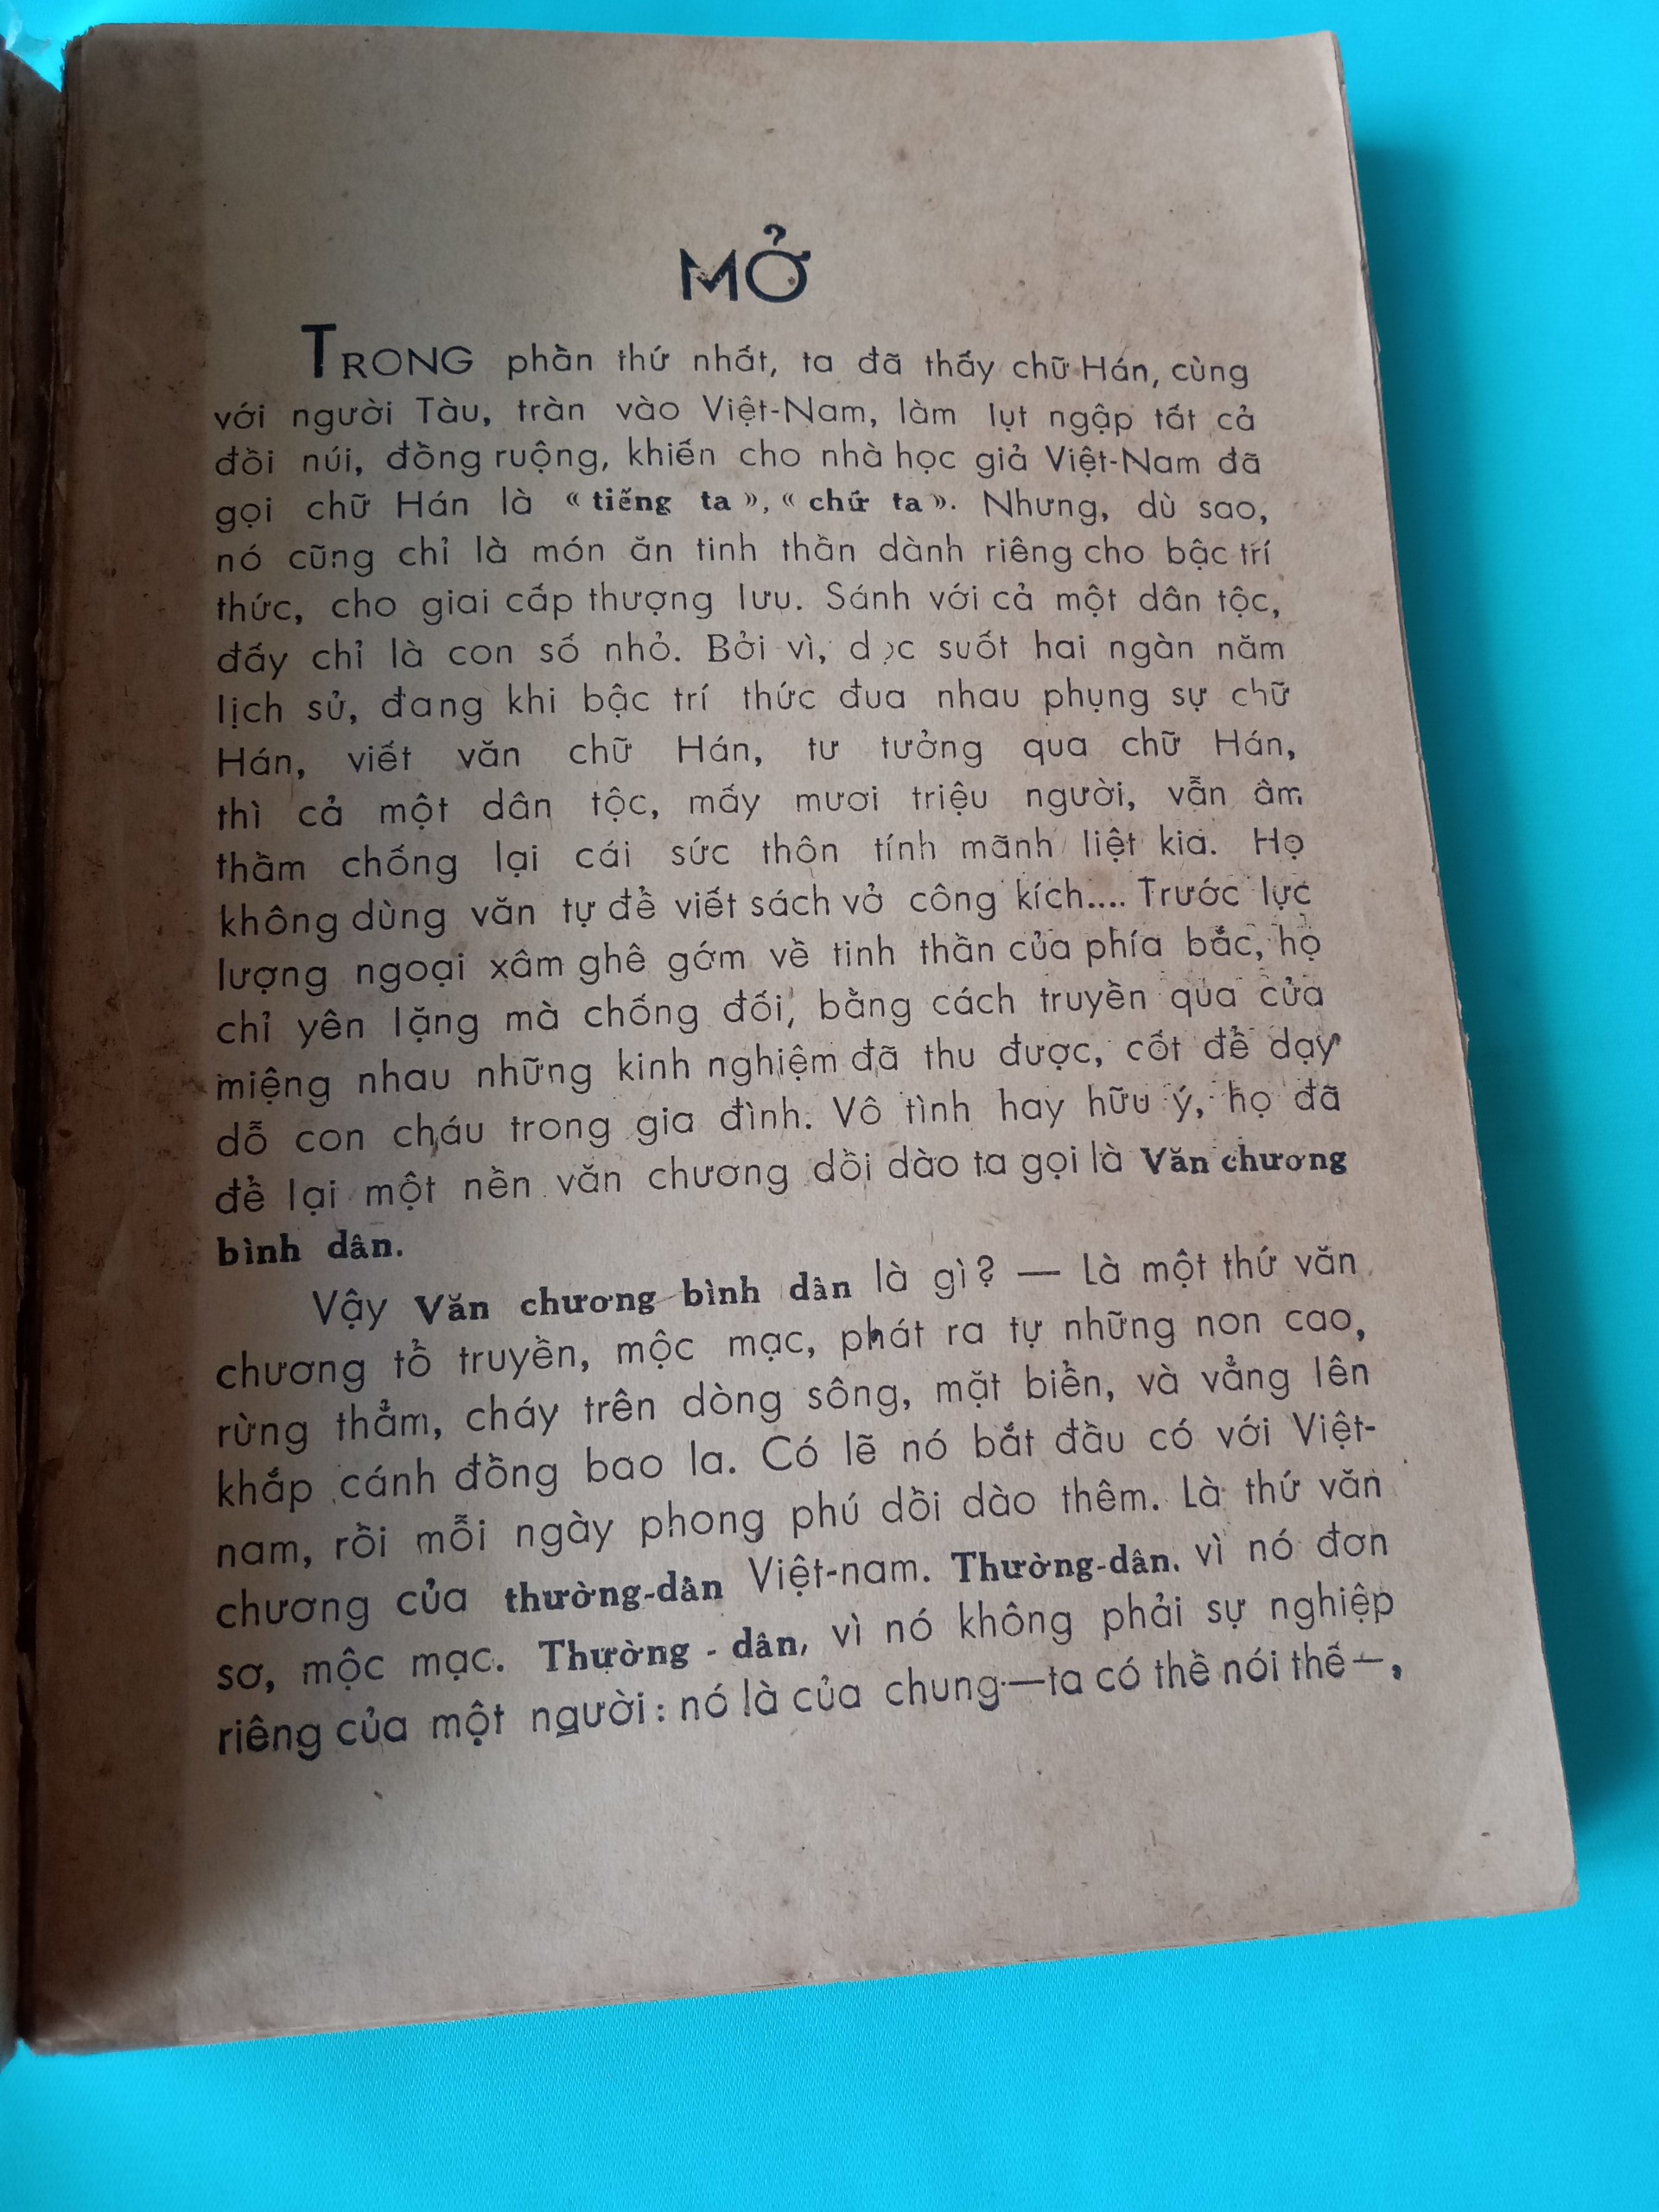 MỞ
TRONG phần thứ nhất, ta đã thấy chữ Hán, cùng
với người Tàu, tràn vào Việt-Nam, làm lụt ngập tất cả
đồi núi, đồng ruộng, khiến cho nhà học giả Việt-Nam đã
gọi chữ Hán là « tiếng ta », « chữ ta ». Nhưng, dù sao,
nó cũng chỉ là món ăn tinh thần dành riêng cho bậc trí
thức, cho giai cấp thượng lưu. Sánh với cả một dân tộc,
đấy chỉ là con số nhỏ. Bởi vì, dọc suốt hai ngàn năm
lịch sử, đang khi bậc trí thức đua nhau phụng sự chữ
Hán, viết văn chữ Hán, tư tưởng qua chữ Hán,
thì cả một dân tộc, mấy mươi triệu người, vẫn âm
thầm chống lại cái sức thôn tính mãnh liệt kia. Họ
không dùng văn tự để viết sách vở công kích.... Trước lực
lượng ngoại xâm ghê gớm về tinh thần của phía bắc, họ
chỉ yên lặng mà chống đối, bằng cách truyền qua cửa
miệng nhau những kinh nghiệm đã thu được, cốt để dạy
dỗ con cháu trong gia đình. Vô tình hay hữu ý, họ đã
để lại một nền văn chương dồi dào ta gọi là Văn chương
bình dân.
Vậy Văn chương bình dân là gì? — Là một thứ văn
chương tổ truyền, mộc mạc, phát ra tự những non cao,
rừng thẳm, cháy trên dòng sông, mặt biển, và vẳng lên
khắp cánh đồng bao la. Có lẽ nó bắt đầu có với Việt-
nam, rồi mỗi ngày phong phú dồi dào thêm. Là thứ văn
chương của thường-dân Việt-nam. Thường-dân, vì nó đơn
sơ, mộc mạc. Thường - dân, vì nó không phải sự nghiệp
riêng của một người : nó là của chung—ta có thể nói thế—,